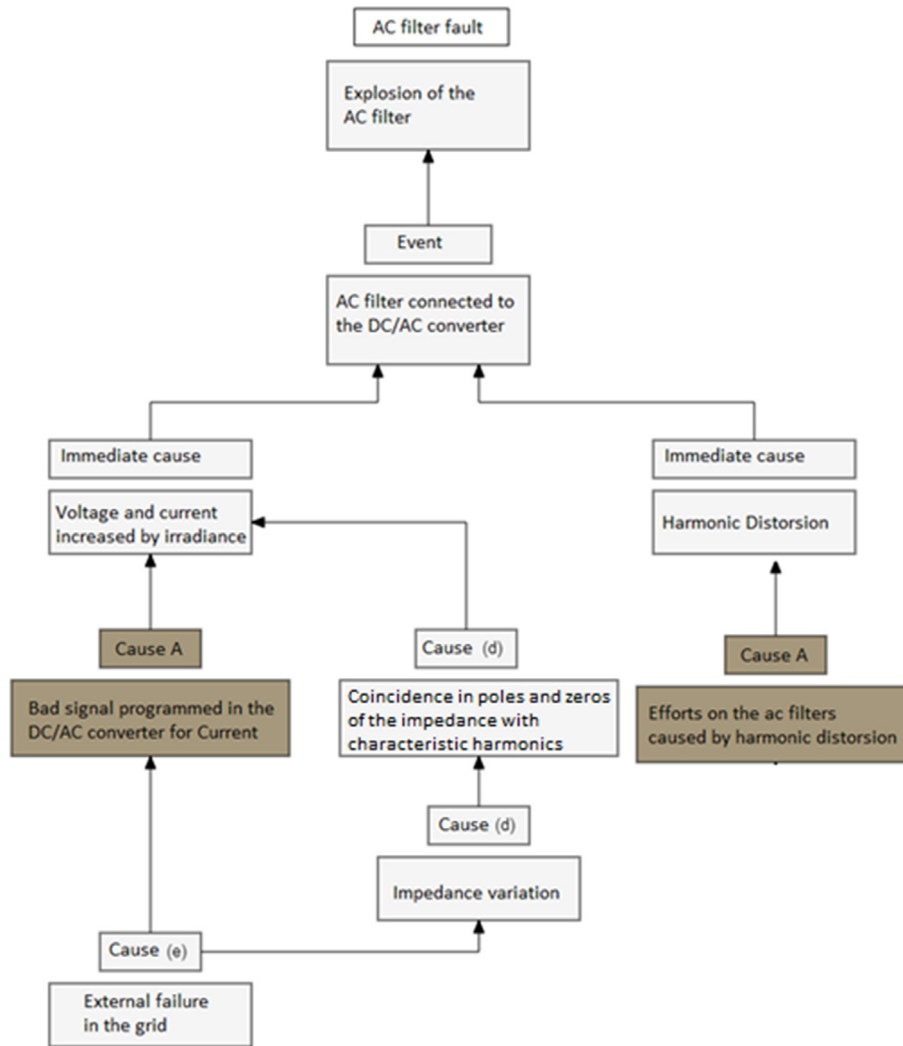 AC filter fault
Explosion of the
AC filter
Event
AC filter connected to
the DC/AC converter
Immediate cause
Immediate cause
Voltage and current
increased by irradiance
Harmonic Distorsion
Cause A
Cause (d)
Cause A
Bad signal programmed in the
DC/AC converter for Current
Coincidence in poles and zeros
of the impedance with
characteristic harmonics
Efforts on the ac filters
caused by harmonic distorsion
Cause (d)
Impedance variation
Cause (e)
External failure
in the grid